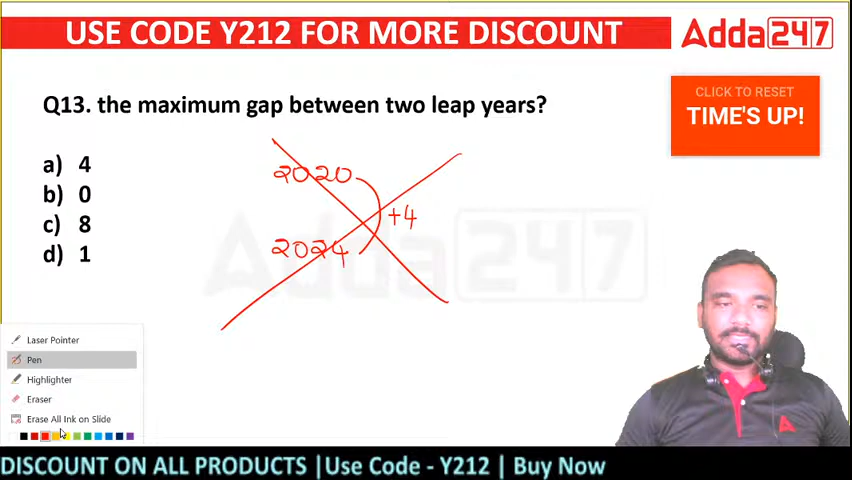 USE CODE Y212 FOR MORE DISCOUNT
Adda247
CLICK TO RESET
TIME'S UP!
Q13. the maximum gap between two leap years?
a) 4
b) 0
c) 8
d) 1
2020
+4
2024
Adda247
Laser Pointer
Pen
Highlighter
Eraser
Erase All Ink on Slide
A
DISCOUNT ON ALL PRODUCTS |Use Code - Y212 | Buy Now